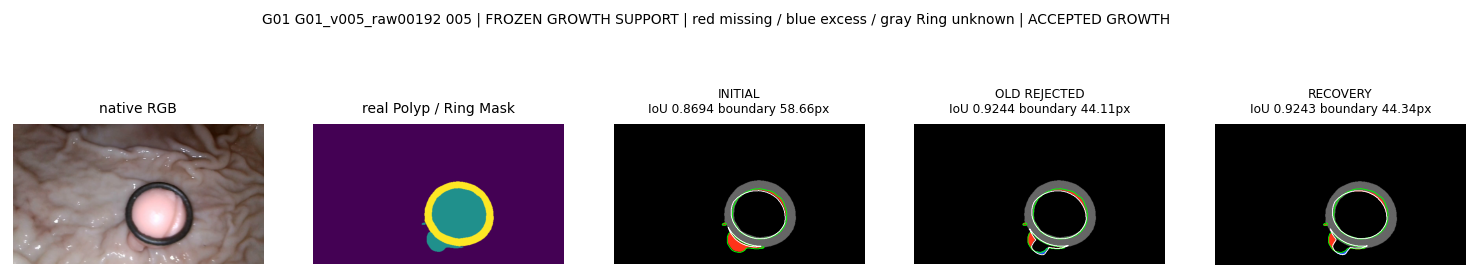 G01 G01_v005_raw00192 005 | FROZEN GROWTH SUPPORT | red missing / blue excess / gray Ring unknown | ACCEPTED GROWTH
native RGB
real Polyp / Ring Mask
INITIAL
IoU 0.8694 boundary 58.66px
OLD REJECTED
IoU 0.9244 boundary 44.11px
RECOVERY
IoU 0.9243 boundary 44.34px